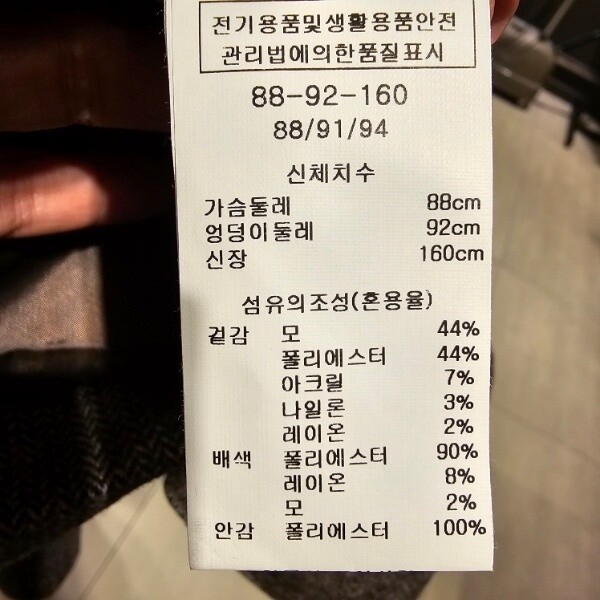 전기용품및생활용품안전
관리법에의한품질표시
88-92-160
88/91/94
신체치수
가슴둘레 88cm
엉덩이둘레 92cm
신장 160cm
섬유의조성(혼용율)
겉감 모 44%
폴리에스터 44%
아크릴 7%
나일론 3%
레이온 2%
배색 폴리에스터 90%
레이온 8%
모 2%
안감 폴리에스터 100%